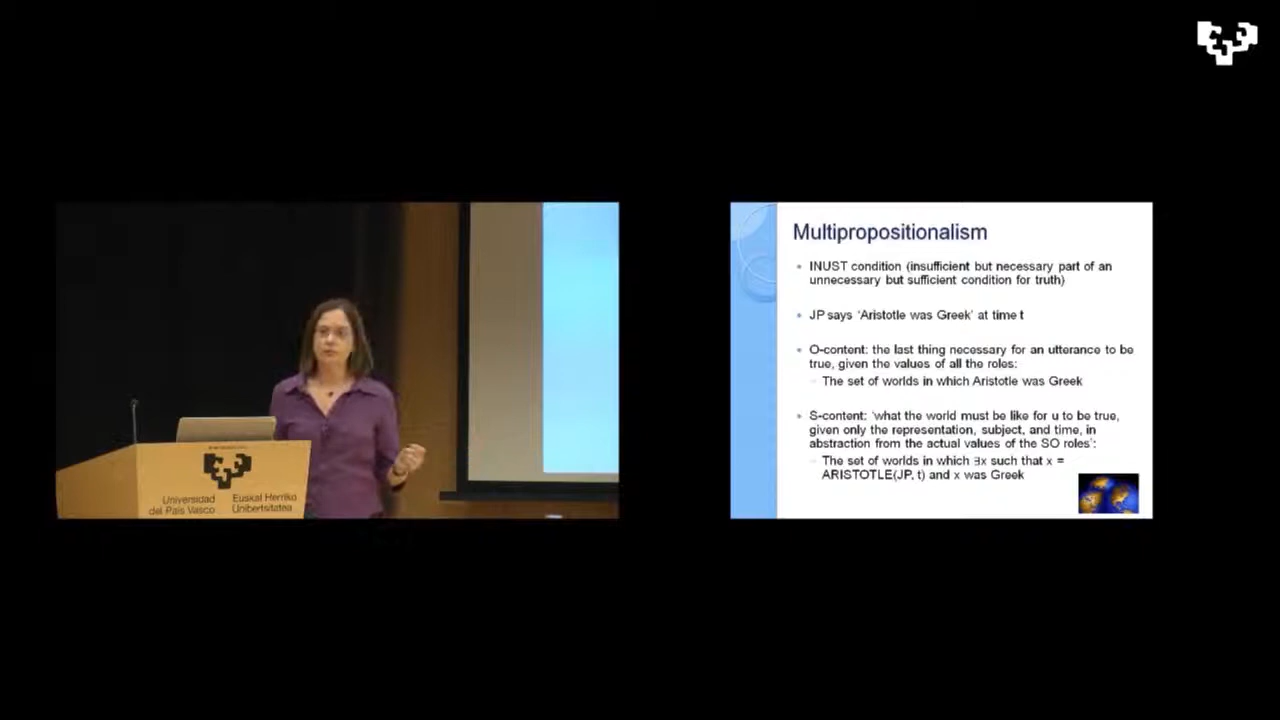 Universidad
del País Vasco
Euskal Herriko
Unibertsitatea
Multipropositionalism
INUST condition (insufficient but necessary part of an
unnecessary but sufficient condition for truth)
JP says ‘Aristotle was Greek’ at time t
O-content: the last thing necessary for an utterance to be
true, given the values of all the roles:
The set of worlds in which Aristotle was Greek
S-content: ‘what the world must be like for u to be true,
given only the representation, subject, and time, in
abstraction from the actual values of the SO roles’:
The set of worlds in which ∃x such that x =
ARISTOTLE(JP, t) and x was Greek